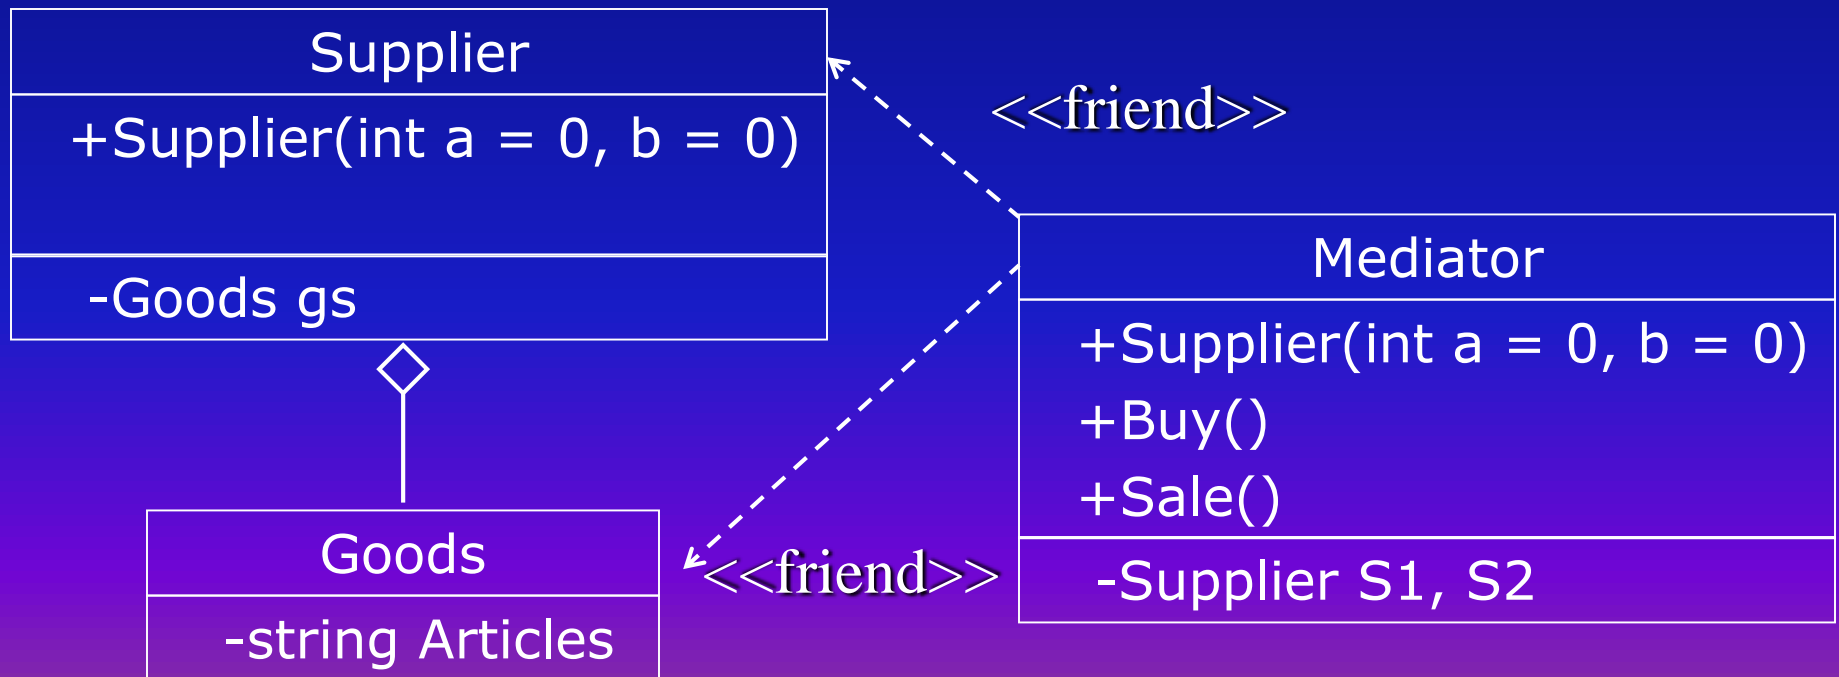 Supplier
+Supplier(int a = 0, b = 0)
-Goods gs
<<friend>>
Mediator
+Supplier(int a = 0, b = 0)
+Buy()
+Sale()
-Supplier S1, S2
<<friend>>
Goods
-string Articles